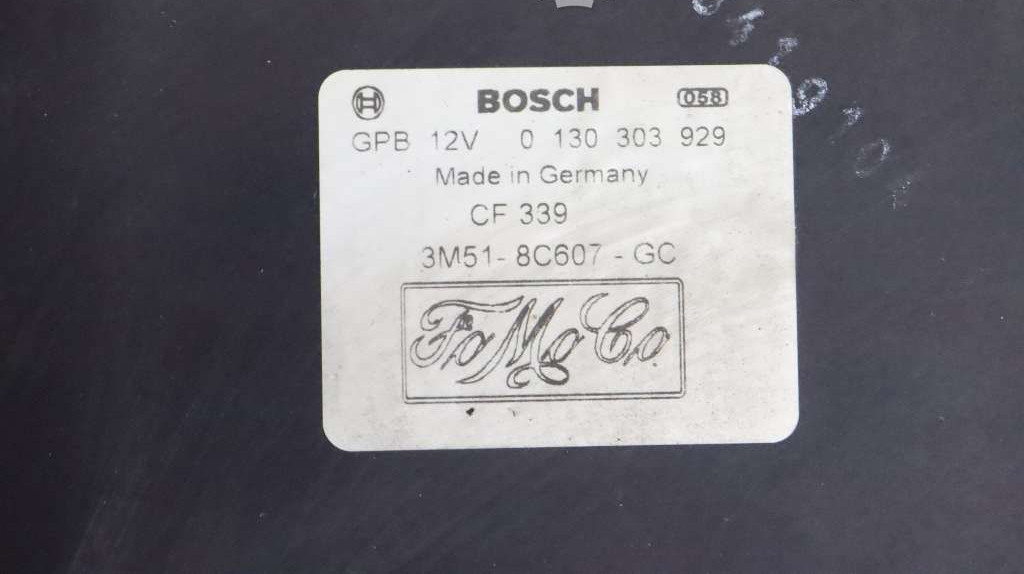 BOSCH 058
GPB 12V 0 130 303 929
Made in Germany
CF 339
3M51-8C607-GC
FoMoCo